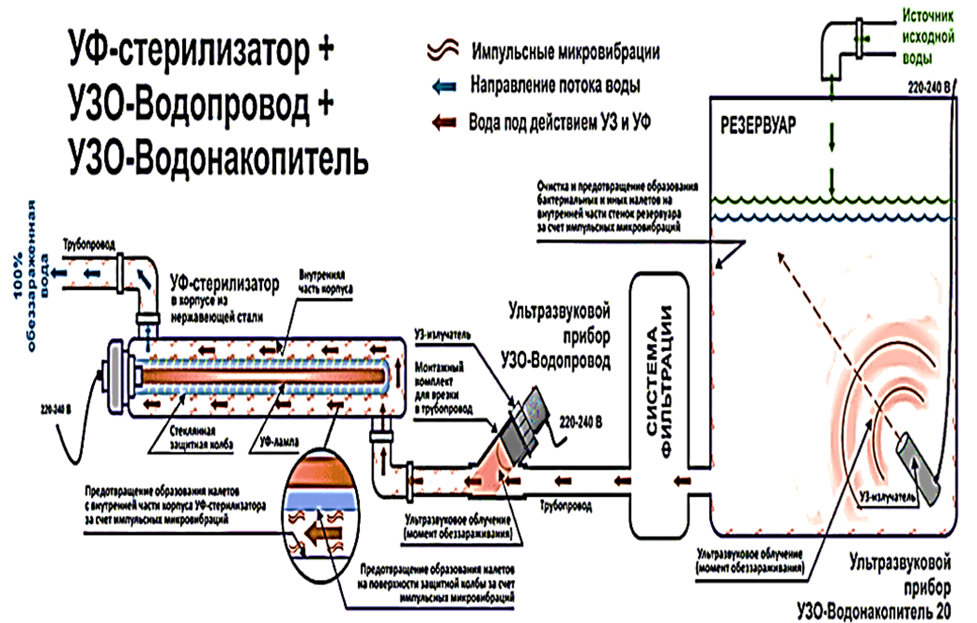 УФ-стерилизатор +
УЗО-Водопровод +
УЗО-Водонакопитель
Импульсные микровибрации
Направление потока воды
Вода под действием УЗ и УФ
Источник
исходной
воды
220-240 В
РЕЗЕРВУАР
Очистка и предотвращение образования
бактериальных и иных налетов на
внутренней части стенок резервуара
за счет импульсных микровибраций
100%
обеззараженная
вода
Трубопровод
УФ-стерилизатор
в корпусе из
нержавеющей стали
Внутренняя
часть корпуса
УЗ-излучатель
Ультразвуковой
прибор
УЗО-Водопровод
Монтажный
комплект
для врезки
в трубопровод
220-240 В
СИСТЕМА
ФИЛЬТРАЦИИ
220-240 В
Стеклянная
защитная колба
УФ-лампа
Предотвращение образования налетов
с внутренней части корпуса УФ-стерилизатора
за счет импульсных микровибраций
Ультразвуковое облучение
(момент обеззараживания)
Трубопровод
УЗ-излучатель
Предотвращение образования налетов
на поверхности защитной колбы за счет
импульсных микровибраций
Ультразвуковое облучение
(момент обеззараживания)
Ультразвуковой
прибор
УЗО-Водонакопитель 20